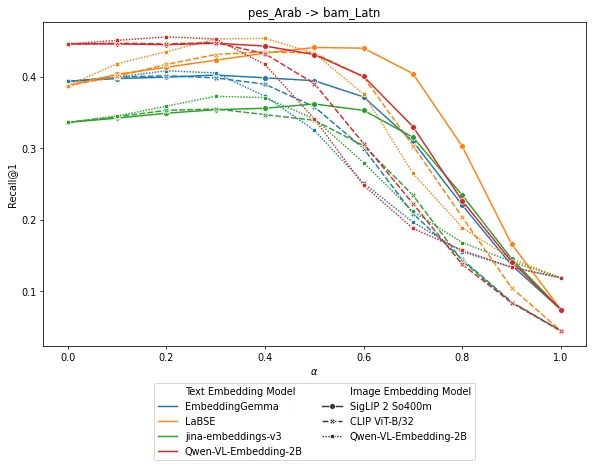 pes_Arab -> bam_Latn
Recall@1
0.4
0.3
0.2
0.1
0.0 0.2 0.4 0.6 0.8 1.0
α
Text Embedding Model Image Embedding Model
EmbeddingGemma SigLIP 2 So400m
LaBSE CLIP ViT-B/32
jina-embeddings-v3 Qwen-VL-Embedding-2B
Qwen-VL-Embedding-2B